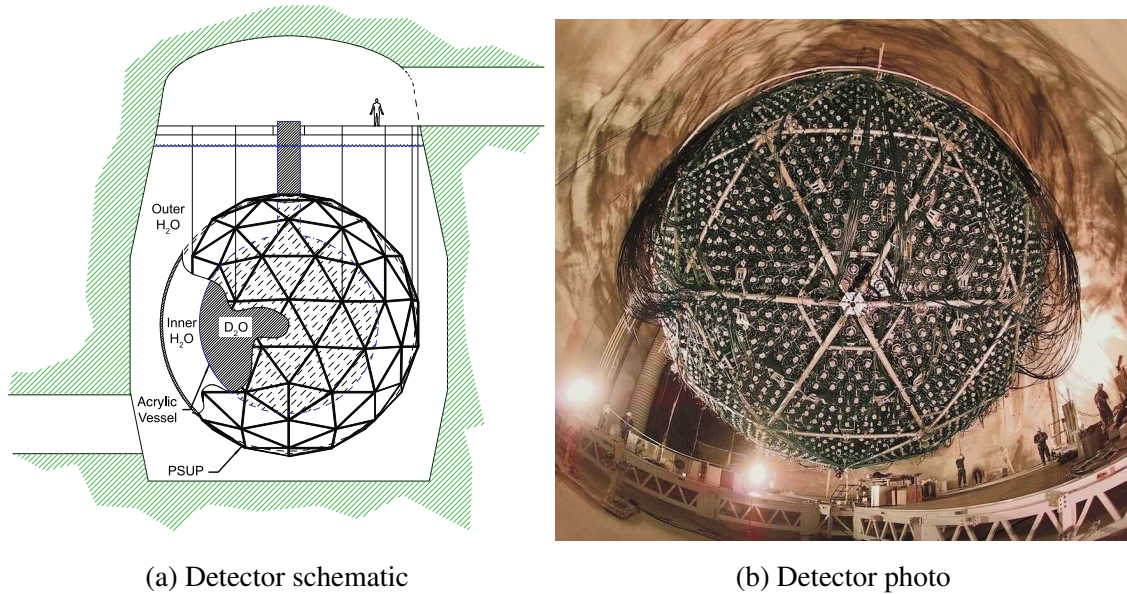 Outer
H₂O
D₂O
Inner
H₂O
Acrylic
Vessel
PSUP
(a) Detector schematic
(b) Detector photo